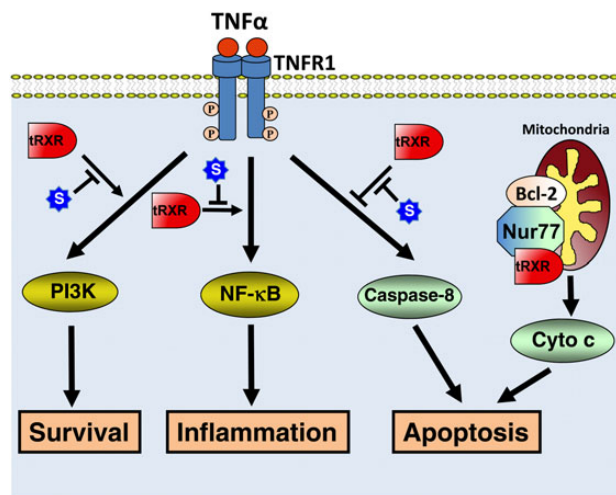 TNFα
TNFR1
P
P
P
P
tRXR
S
tRXR
S
tRXR
S
Mitochondria
Bcl-2
Nur77
tRXR
PI3K
NF-κB
Caspase-8
Cyto c
Survival
Inflammation
Apoptosis